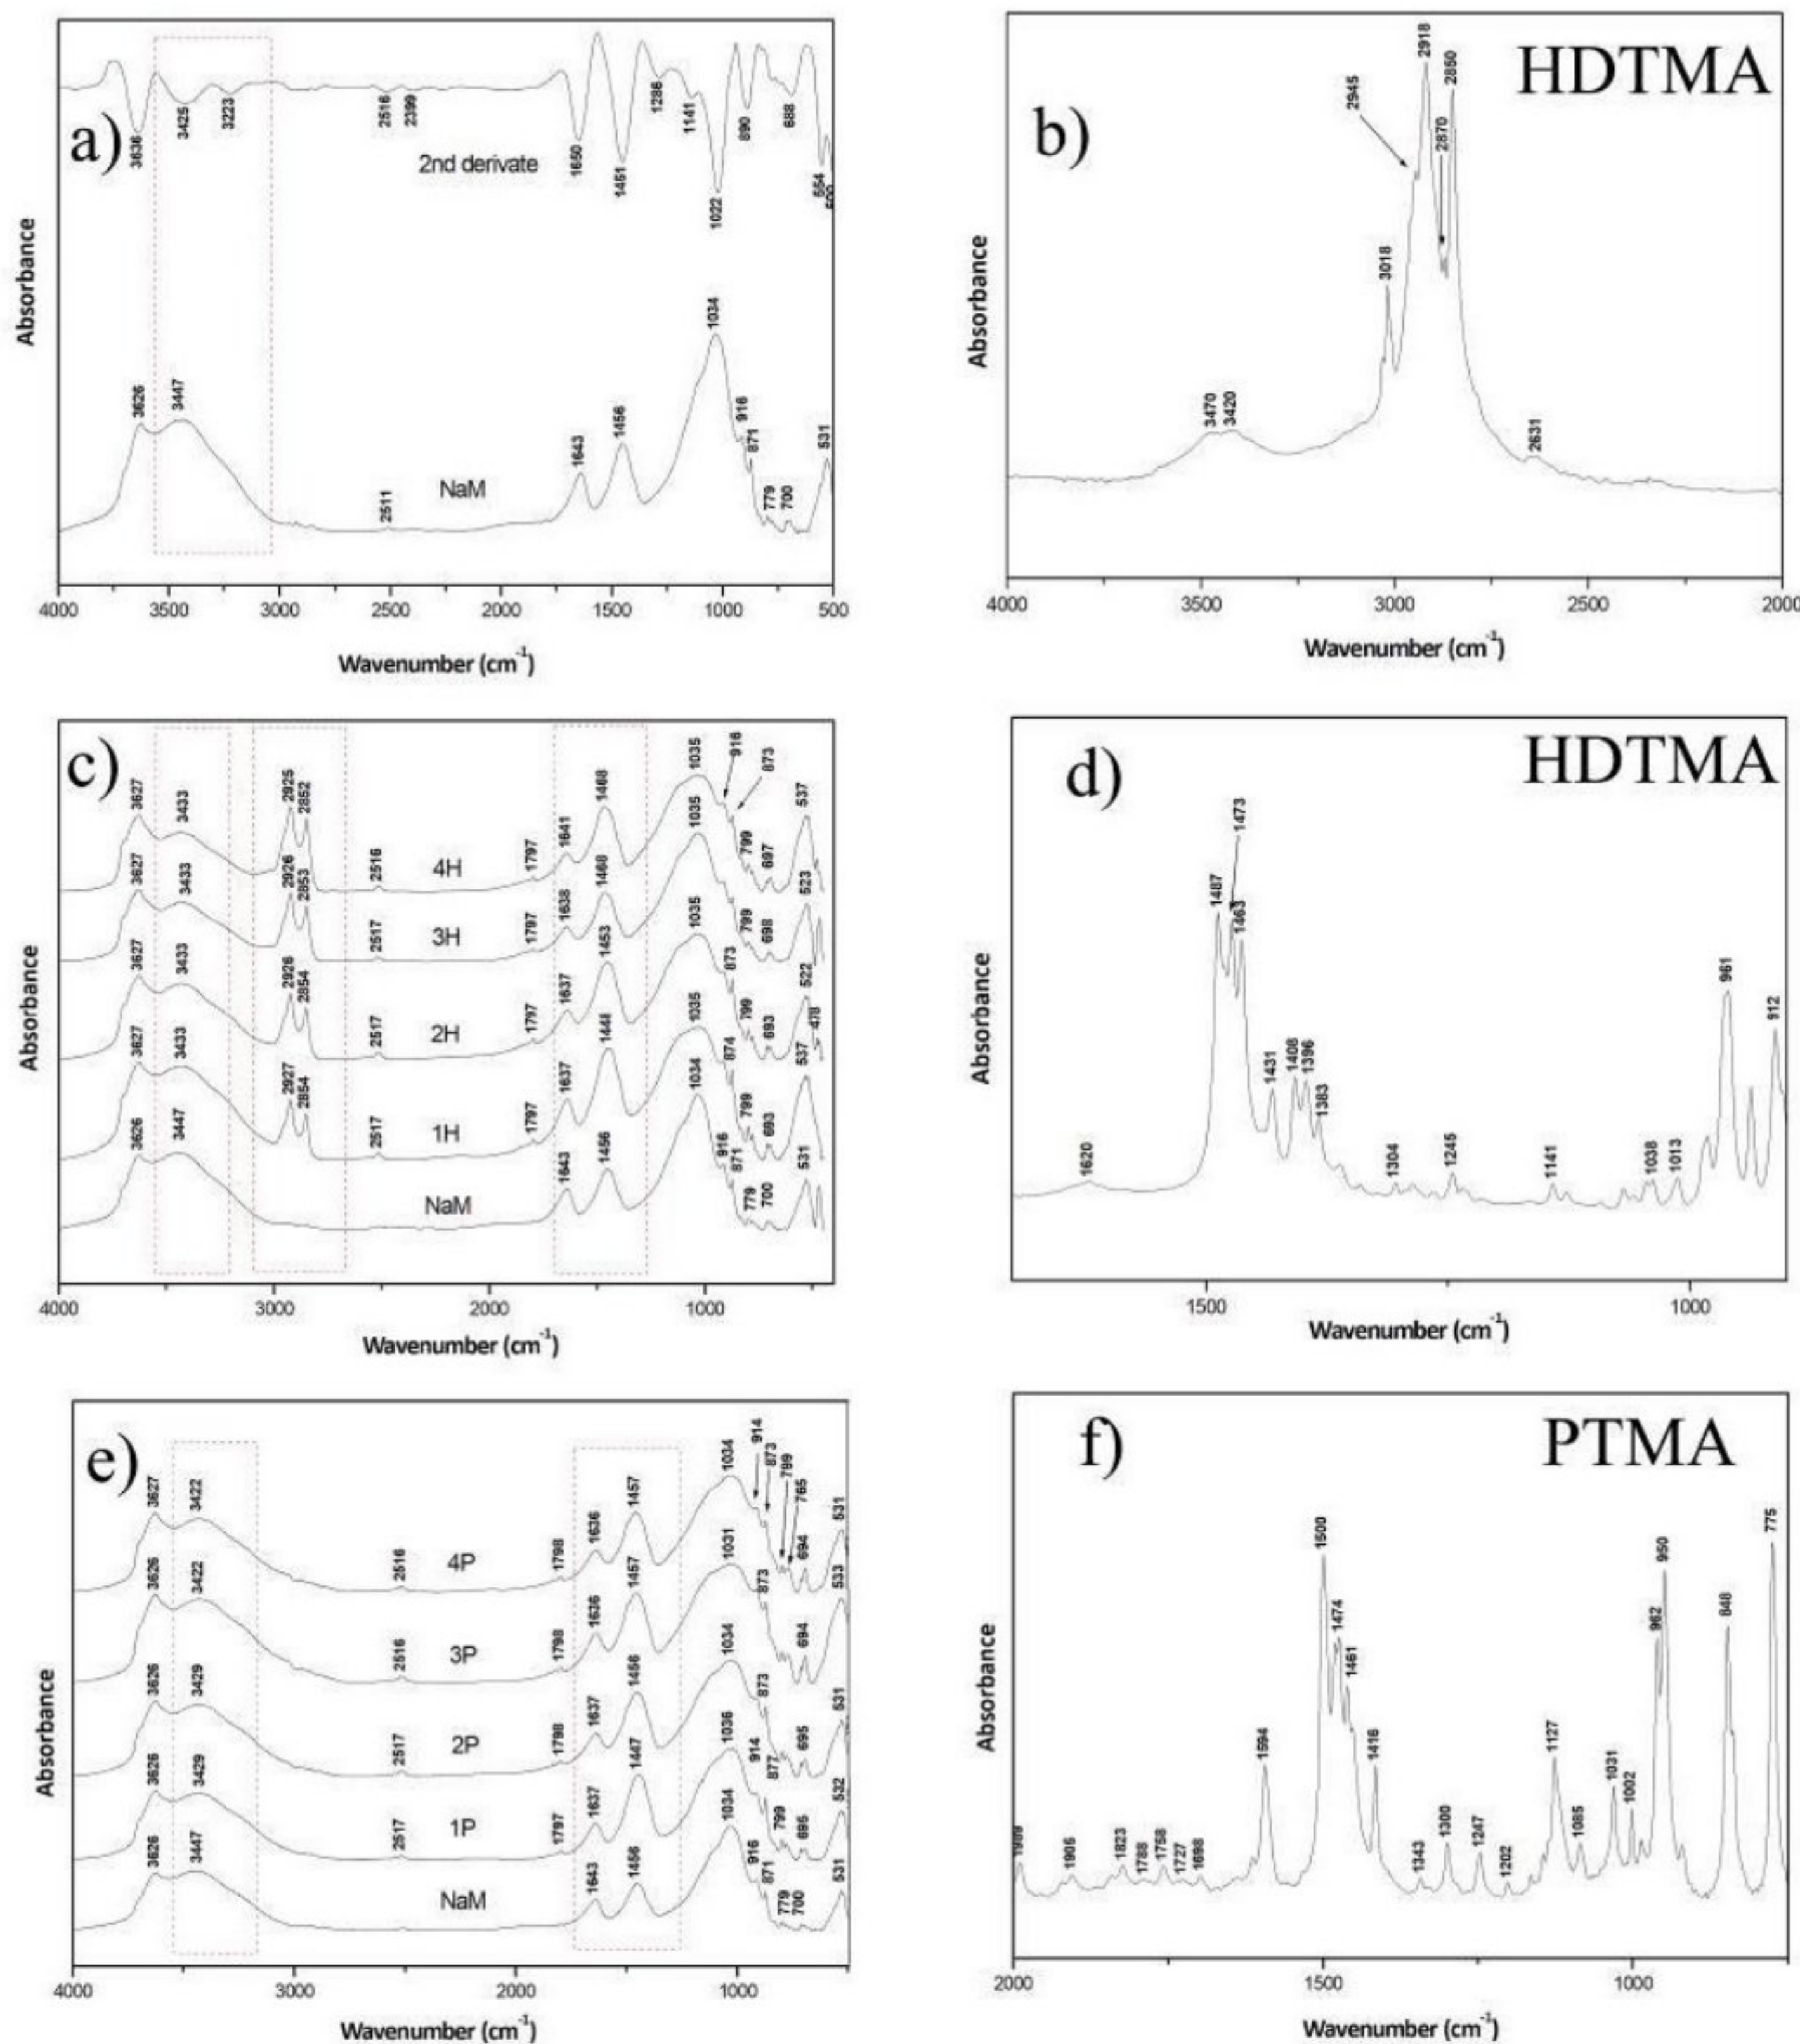 a)
3636
3425
3223
2516
2399
1650
1451
1286
1141
1022
890
688
554
2nd derivate
3626
3447
2511
NaM
1643
1456
1034
916
871
779
700
531
Absorbance
4000 3500 3000 2500 2000 1500 1000 500
Wavenumber (cm-1)
b)
HDTMA
3470
3420
3018
2945
2918
2870
2850
2631
Absorbance
4000 3500 3000 2500 2000
Wavenumber (cm-1)
c)
3627 3433 2925 2852 2516 4H 1797 1641 1468 1035 916 873 799 697 537
3627 3433 2926 2853 2517 3H 1797 1638 1468 1035 799 698 523
3627 3433 2926 2854 2517 2H 1797 1637 1453 1035 873 799 693 522 478
3627 3433 2927 2854 2517 1H 1797 1637 1035 874 799 693 537
3626 3447 NaM 1643 1456 1034 916 871 779 700 531
Absorbance
4000 3000 2000 1000
Wavenumber (cm-1)
d)
HDTMA
1620
1487
1473
1463
1431
1408
1396
1383
1304
1245
1141
1038
1013
961
912
Absorbance
1500 1000
Wavenumber (cm-1)
e)
3627 3422 2516 4P 1798 1636 1457 1034 914 873 799 765 694 531
3626 3422 2516 3P 1798 1636 1457 1031 873 694 533
3626 3429 2517 2P 1798 1637 1456 1034 873 695 531
3626 3429 2517 1P 1797 1637 1447 1036 914 877 799 695 532
3626 3447 NaM 1643 1456 1034 916 871 779 700 531
Absorbance
4000 3000 2000 1000
Wavenumber (cm-1)
f)
PTMA
1989
1905
1823
1788
1758
1727
1698
1594
1500
1474
1461
1416
1343
1300
1247
1202
1127
1085
1031
1002
962
950
848
775
Absorbance
2000 1500 1000
Wavenumber (cm-1)